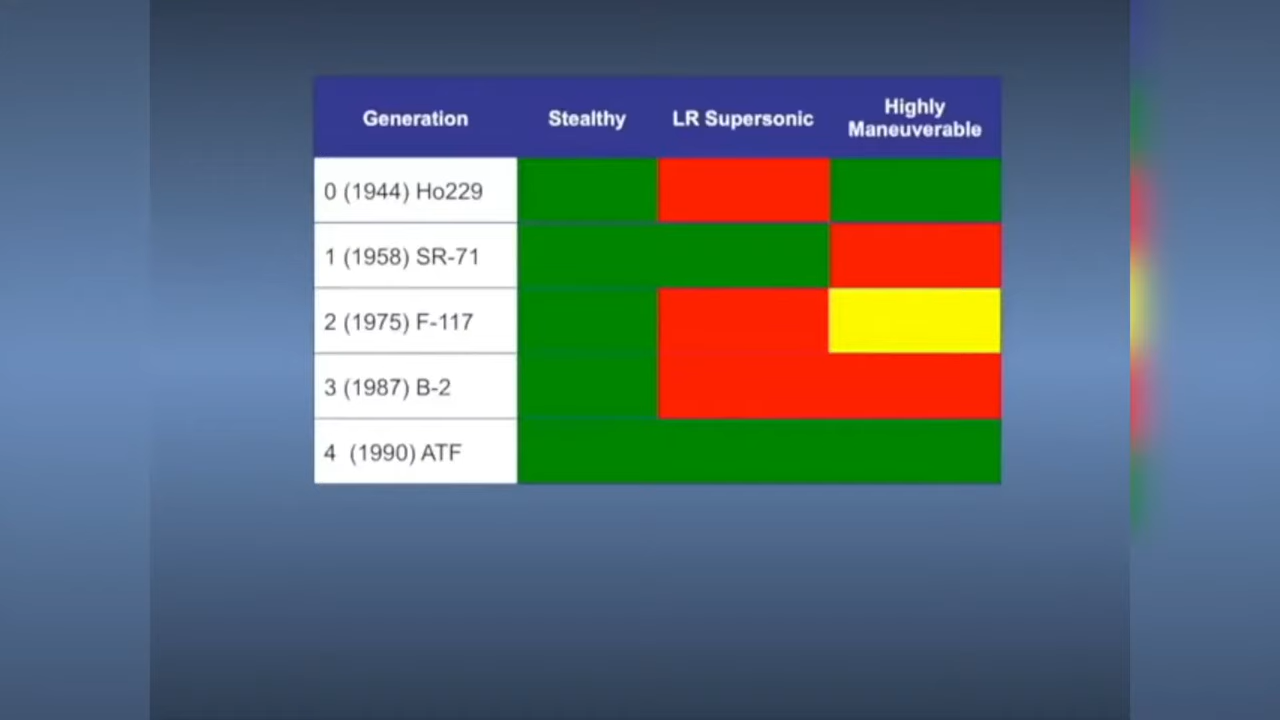 Generation Stealthy LR Supersonic Highly Maneuverable
0 (1944) Ho229
1 (1958) SR-71
2 (1975) F-117
3 (1987) B-2
4 (1990) ATF